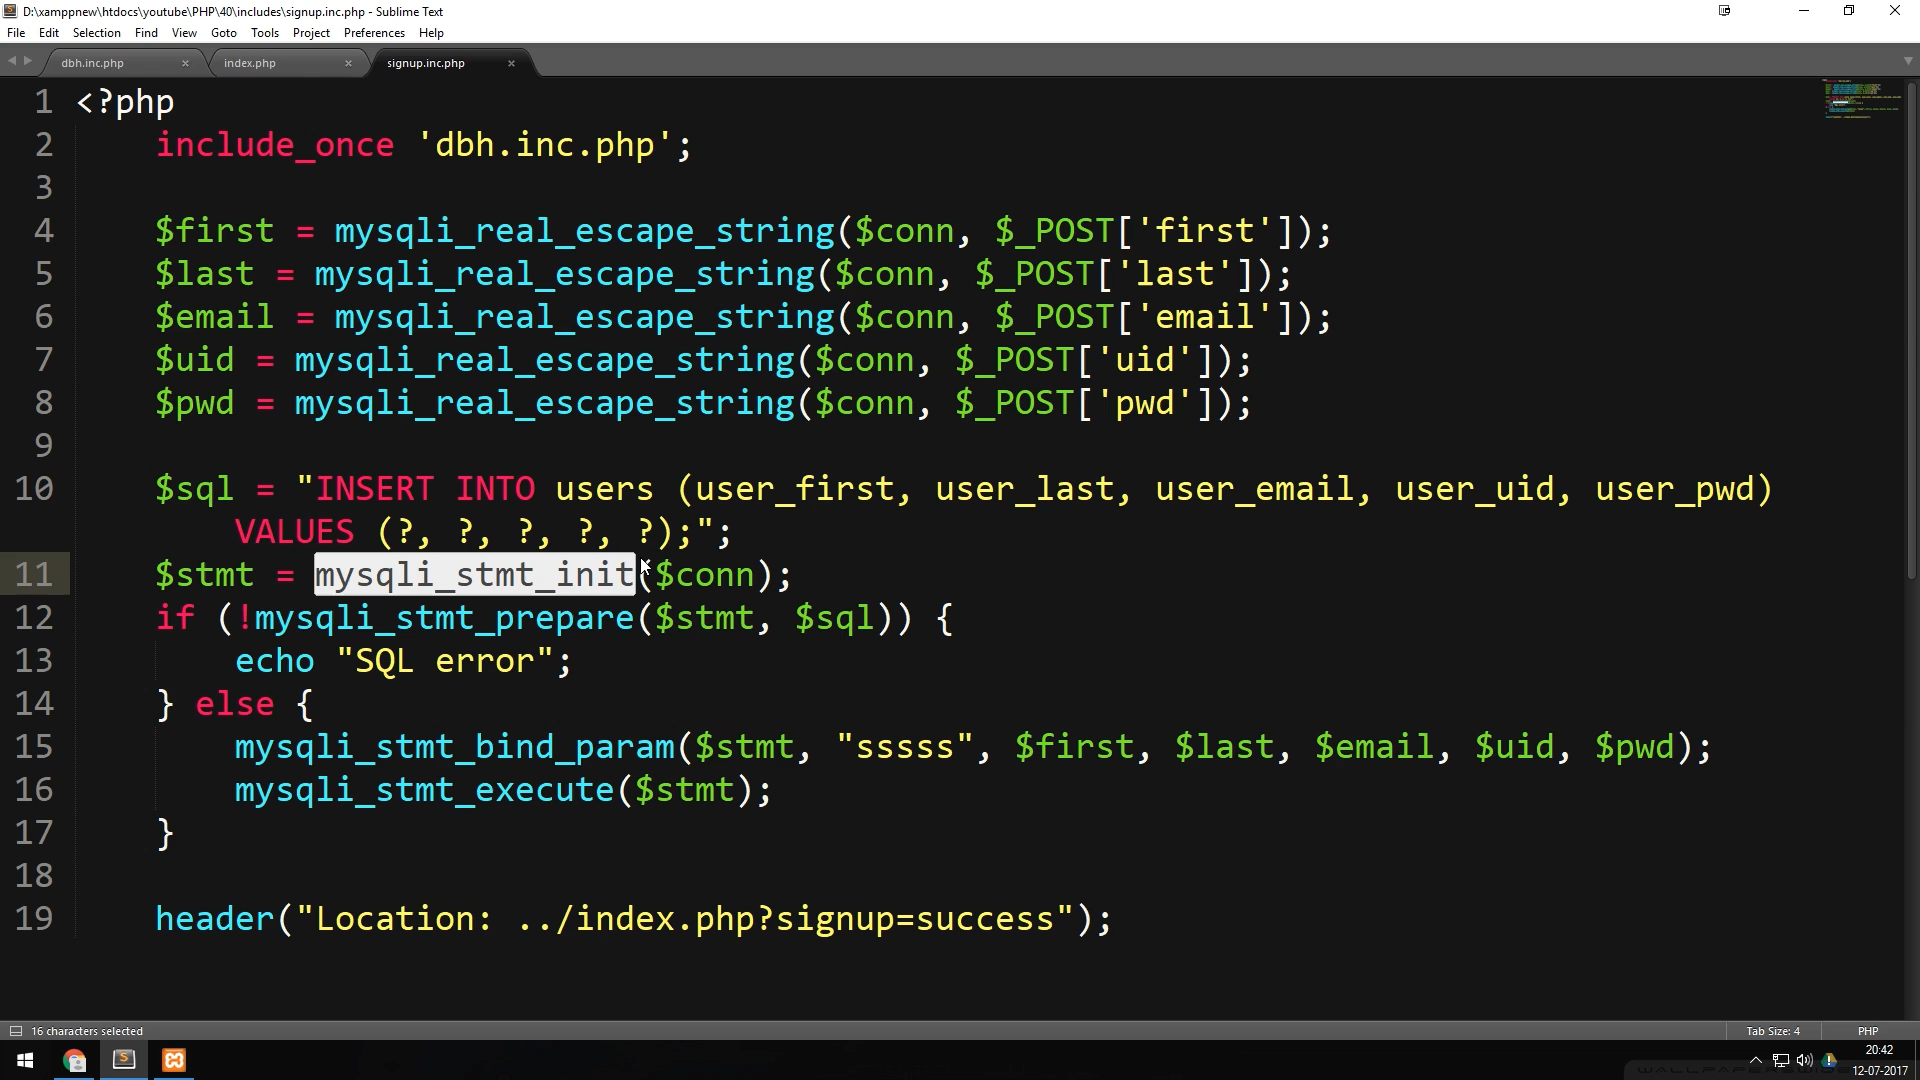 D:\xamppnew\htdocs\youtube\PHP\40\includes\signup.inc.php - Sublime Text
File Edit Selection Find View Goto Tools Project Preferences Help
dbh.inc.php index.php signup.inc.php
1 <?php
2 include_once 'dbh.inc.php';
3
4 $first = mysqli_real_escape_string($conn, $_POST['first']);
5 $last = mysqli_real_escape_string($conn, $_POST['last']);
6 $email = mysqli_real_escape_string($conn, $_POST['email']);
7 $uid = mysqli_real_escape_string($conn, $_POST['uid']);
8 $pwd = mysqli_real_escape_string($conn, $_POST['pwd']);
9
10 $sql = "INSERT INTO users (user_first, user_last, user_email, user_uid, user_pwd)
VALUES (?, ?, ?, ?, ?);";
11 $stmt = mysqli_stmt_init($conn);
12 if (!mysqli_stmt_prepare($stmt, $sql)) {
13 echo "SQL error";
14 } else {
15 mysqli_stmt_bind_param($stmt, "sssss", $first, $last, $email, $uid, $pwd);
16 mysqli_stmt_execute($stmt);
17 }
18
19 header("Location: ../index.php?signup=success");
16 characters selected Tab Size: 4 PHP
20:42
12-07-2017